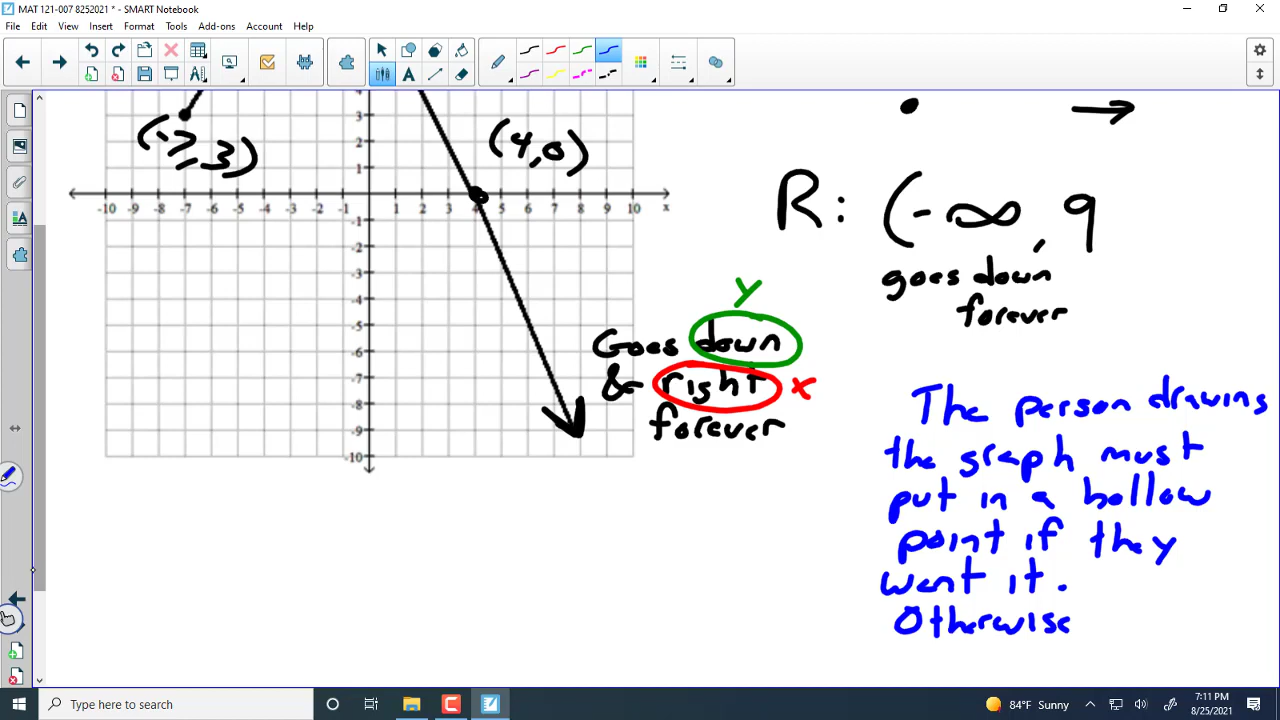 MAT 121-007 8252021 * - SMART Notebook
File Edit View Insert Format Tools Add-ons Account Help
4
3
2
1
(-7, 3)
(4,0)
-10 -9 -8 -7 -6 -5 -4 -3 -2 -1 1 2 3 4 5 6 7 8 9 10 x
-1
-2
-3
-4
-5
-6
-7
-8
-9
-10
R: (-∞, 9
goes down
forever
y
Goes down
& right x
forever
The person drawing
the graph must
put in a hollow
point if they
want it.
Otherwise
Type here to search
84°F Sunny
7:11 PM
8/25/2021